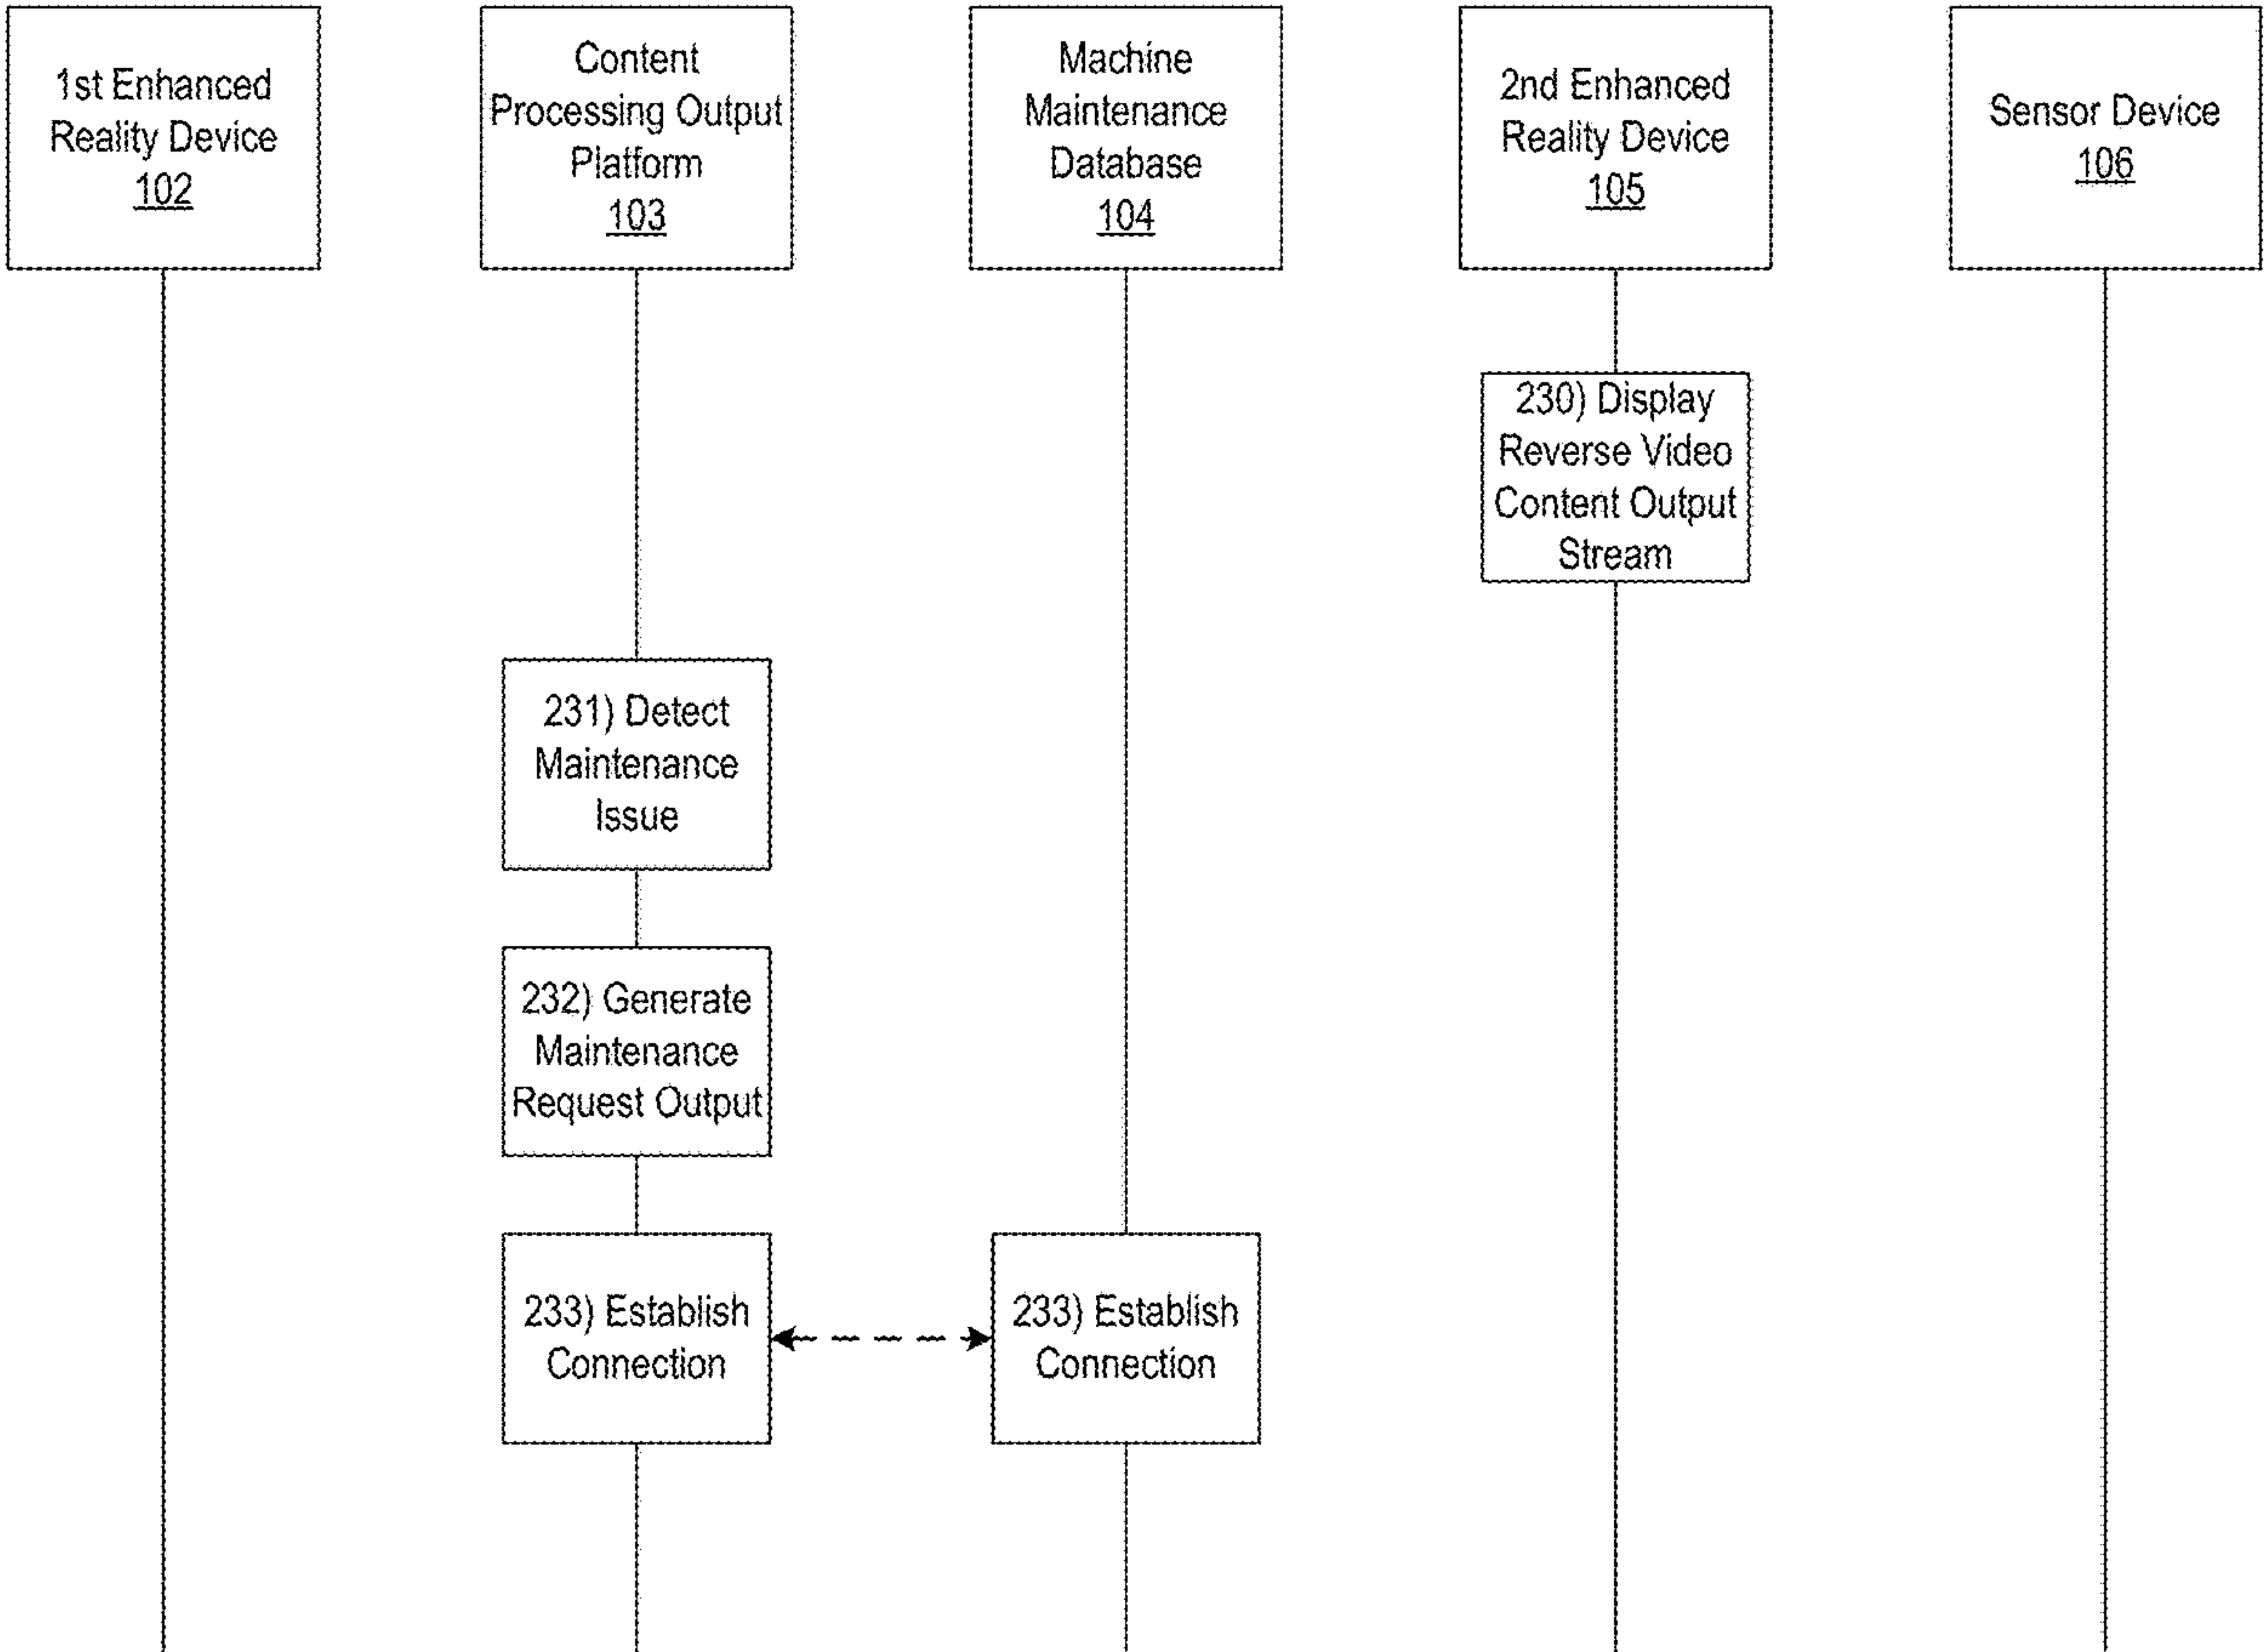 1st Enhanced
Reality Device
102
Content
Processing Output
Platform
103
Machine
Maintenance
Database
104
2nd Enhanced
Reality Device
105
Sensor Device
106
230) Display
Reverse Video
Content Output
Stream
231) Detect
Maintenance
Issue
232) Generate
Maintenance
Request Output
233) Establish
Connection
233) Establish
Connection